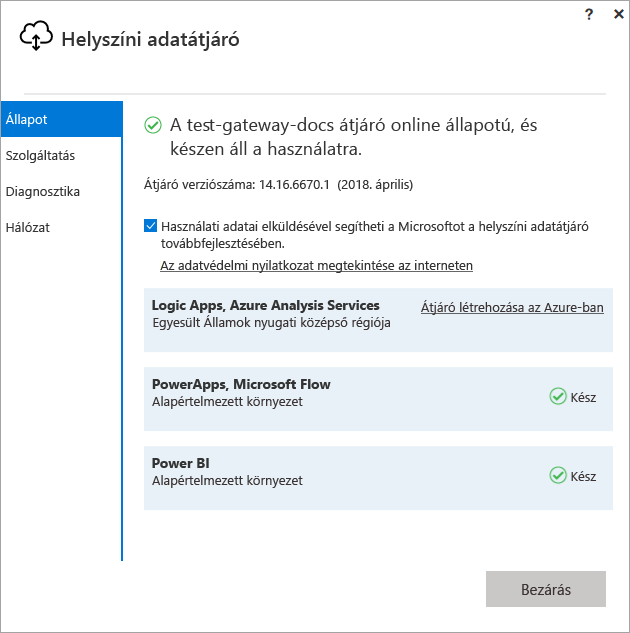 ? ×
Helyszíni adatátjáró
Állapot
Szolgáltatás
Diagnosztika
Hálózat
A test-gateway-docs átjáró online állapotú, és
készen áll a használatra.
Átjáró verziószáma: 14.16.6670.1 (2018. április)
Használati adatai elküldésével segítheti a Microsoftot a helyszíni adatátjáró
továbbfejlesztésében.
Az adatvédelmi nyilatkozat megtekintése az interneten
Logic Apps, Azure Analysis Services
Egyesült Államok nyugati középső régiója
Átjáró létrehozása az Azure-ban
PowerApps, Microsoft Flow
Alapértelmezett környezet
Kész
Power BI
Alapértelmezett környezet
Kész
Bezárás